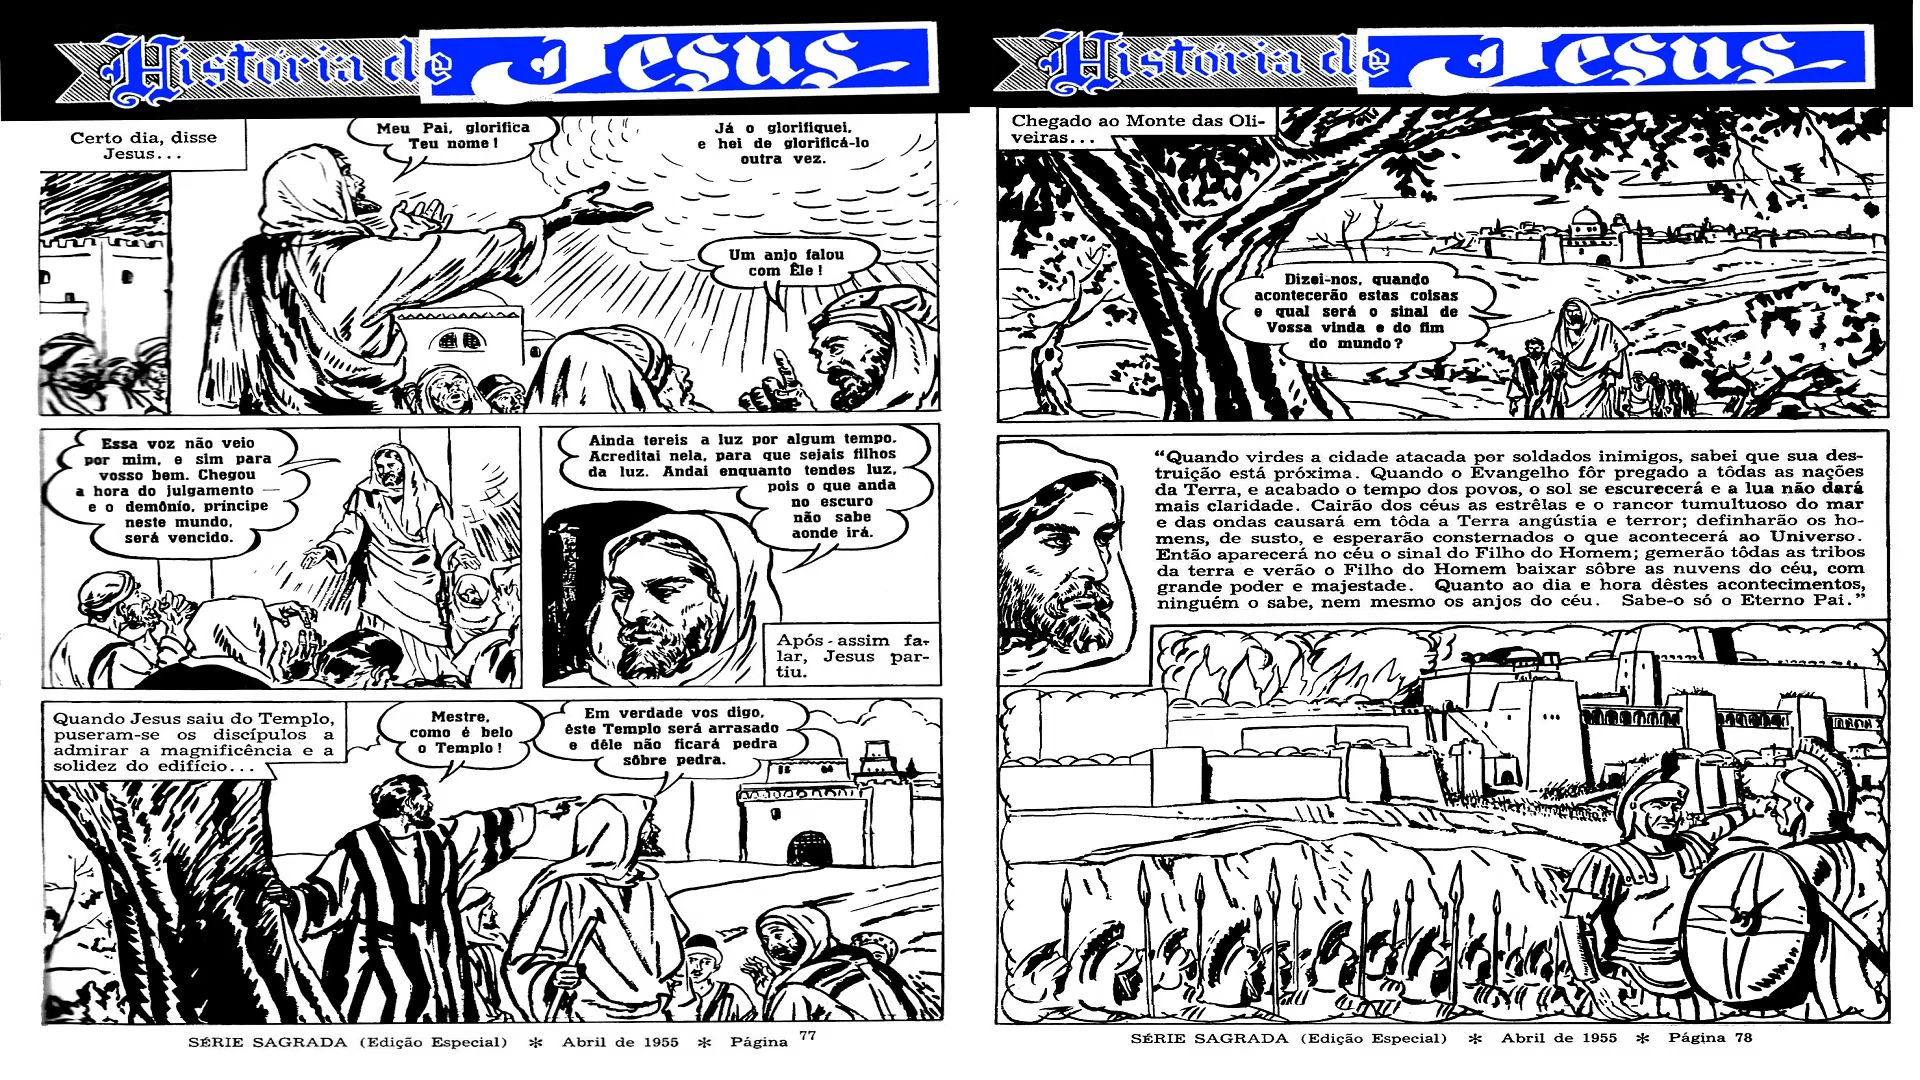 História de Jesus
Certo dia, disse
Jesus...
Meu Pai, glorifica
Teu nome!
Já o glorifiquei,
e hei de glorificá-lo
outra vez.
Um anjo falou
com Êle!
Essa voz não veio
por mim, e sim para
vosso bem. Chegou
a hora do julgamento —
e o demônio, príncipe
neste mundo,
será vencido.
Ainda tereis a luz por algum tempo.
Acreditai nela, para que sejais filhos
da luz. Andai enquanto tendes luz,
pois o que anda
no escuro
não sabe
aonde irá.
Após assim fa-
lar, Jesus par-
tiu.
Quando Jesus saiu do Templo,
puseram-se os discípulos a
admirar a magnificência e a
solidez do edifício...
Mestre,
como é belo
o Templo!
Em verdade vos digo,
êste Templo será arrasado
e dêle não ficará pedra
sôbre pedra.
SÉRIE SAGRADA (Edição Especial) * Abril de 1955 * Página 77
História de Jesus
Chegado ao Monte das Oli-
veiras...
Dizei-nos, quando
acontecerão estas coisas
e qual será o sinal de
Vossa vinda e do fim
do mundo?
“Quando virdes a cidade atacada por soldados inimigos, sabei que sua des-
truição está próxima. Quando o Evangelho fôr pregado a tôdas as nações
da Terra, e acabado o tempo dos povos, o sol se escurecerá e a lua não dará
mais claridade. Cairão dos céus as estrêlas e o rancor tumultuoso do mar
e das ondas causará em tôda a Terra angústia e terror; definharão os ho-
mens, de susto, e esperarão consternados o que acontecerá ao Universo.
Então aparecerá no céu o sinal do Filho do Homem; gemerão tôdas as tribos
da terra e verão o Filho do Homem baixar sôbre as nuvens do céu, com
grande poder e majestade. Quanto ao dia e hora dêstes acontecimentos,
ninguém o sabe, nem mesmo os anjos do céu. Sabe-o só o Eterno Pai.”
SÉRIE SAGRADA (Edição Especial) * Abril de 1955 * Página 78